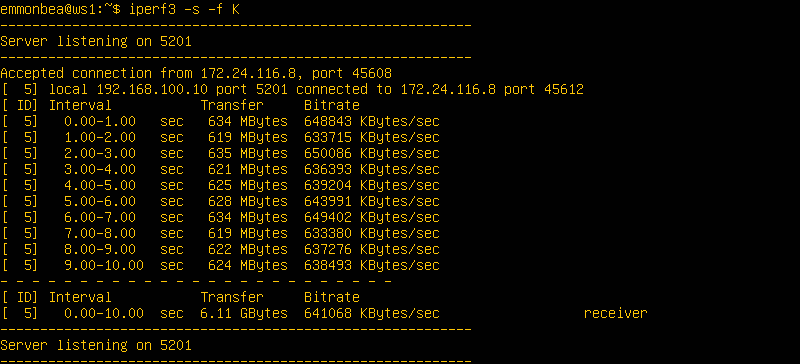 emmonbea@ws1:~$ iperf3 -s -f K
-----------------------------------------------------------
Server listening on 5201
-----------------------------------------------------------
Accepted connection from 172.24.116.8, port 45608
[  5] local 192.168.100.10 port 5201 connected to 172.24.116.8 port 45612
[ ID] Interval           Transfer     Bitrate
[  5]   0.00-1.00   sec   634 MBytes  648843 KBytes/sec
[  5]   1.00-2.00   sec   619 MBytes  633715 KBytes/sec
[  5]   2.00-3.00   sec   635 MBytes  650086 KBytes/sec
[  5]   3.00-4.00   sec   621 MBytes  636393 KBytes/sec
[  5]   4.00-5.00   sec   625 MBytes  639204 KBytes/sec
[  5]   5.00-6.00   sec   628 MBytes  643991 KBytes/sec
[  5]   6.00-7.00   sec   634 MBytes  649402 KBytes/sec
[  5]   7.00-8.00   sec   619 MBytes  633380 KBytes/sec
[  5]   8.00-9.00   sec   622 MBytes  637276 KBytes/sec
[  5]   9.00-10.00  sec   624 MBytes  638493 KBytes/sec
- - - - - - - - - - - - - - - - - - - - - - - - -
[ ID] Interval           Transfer     Bitrate
[  5]   0.00-10.00  sec  6.11 GBytes  641068 KBytes/sec                  receiver
-----------------------------------------------------------
Server listening on 5201
-----------------------------------------------------------